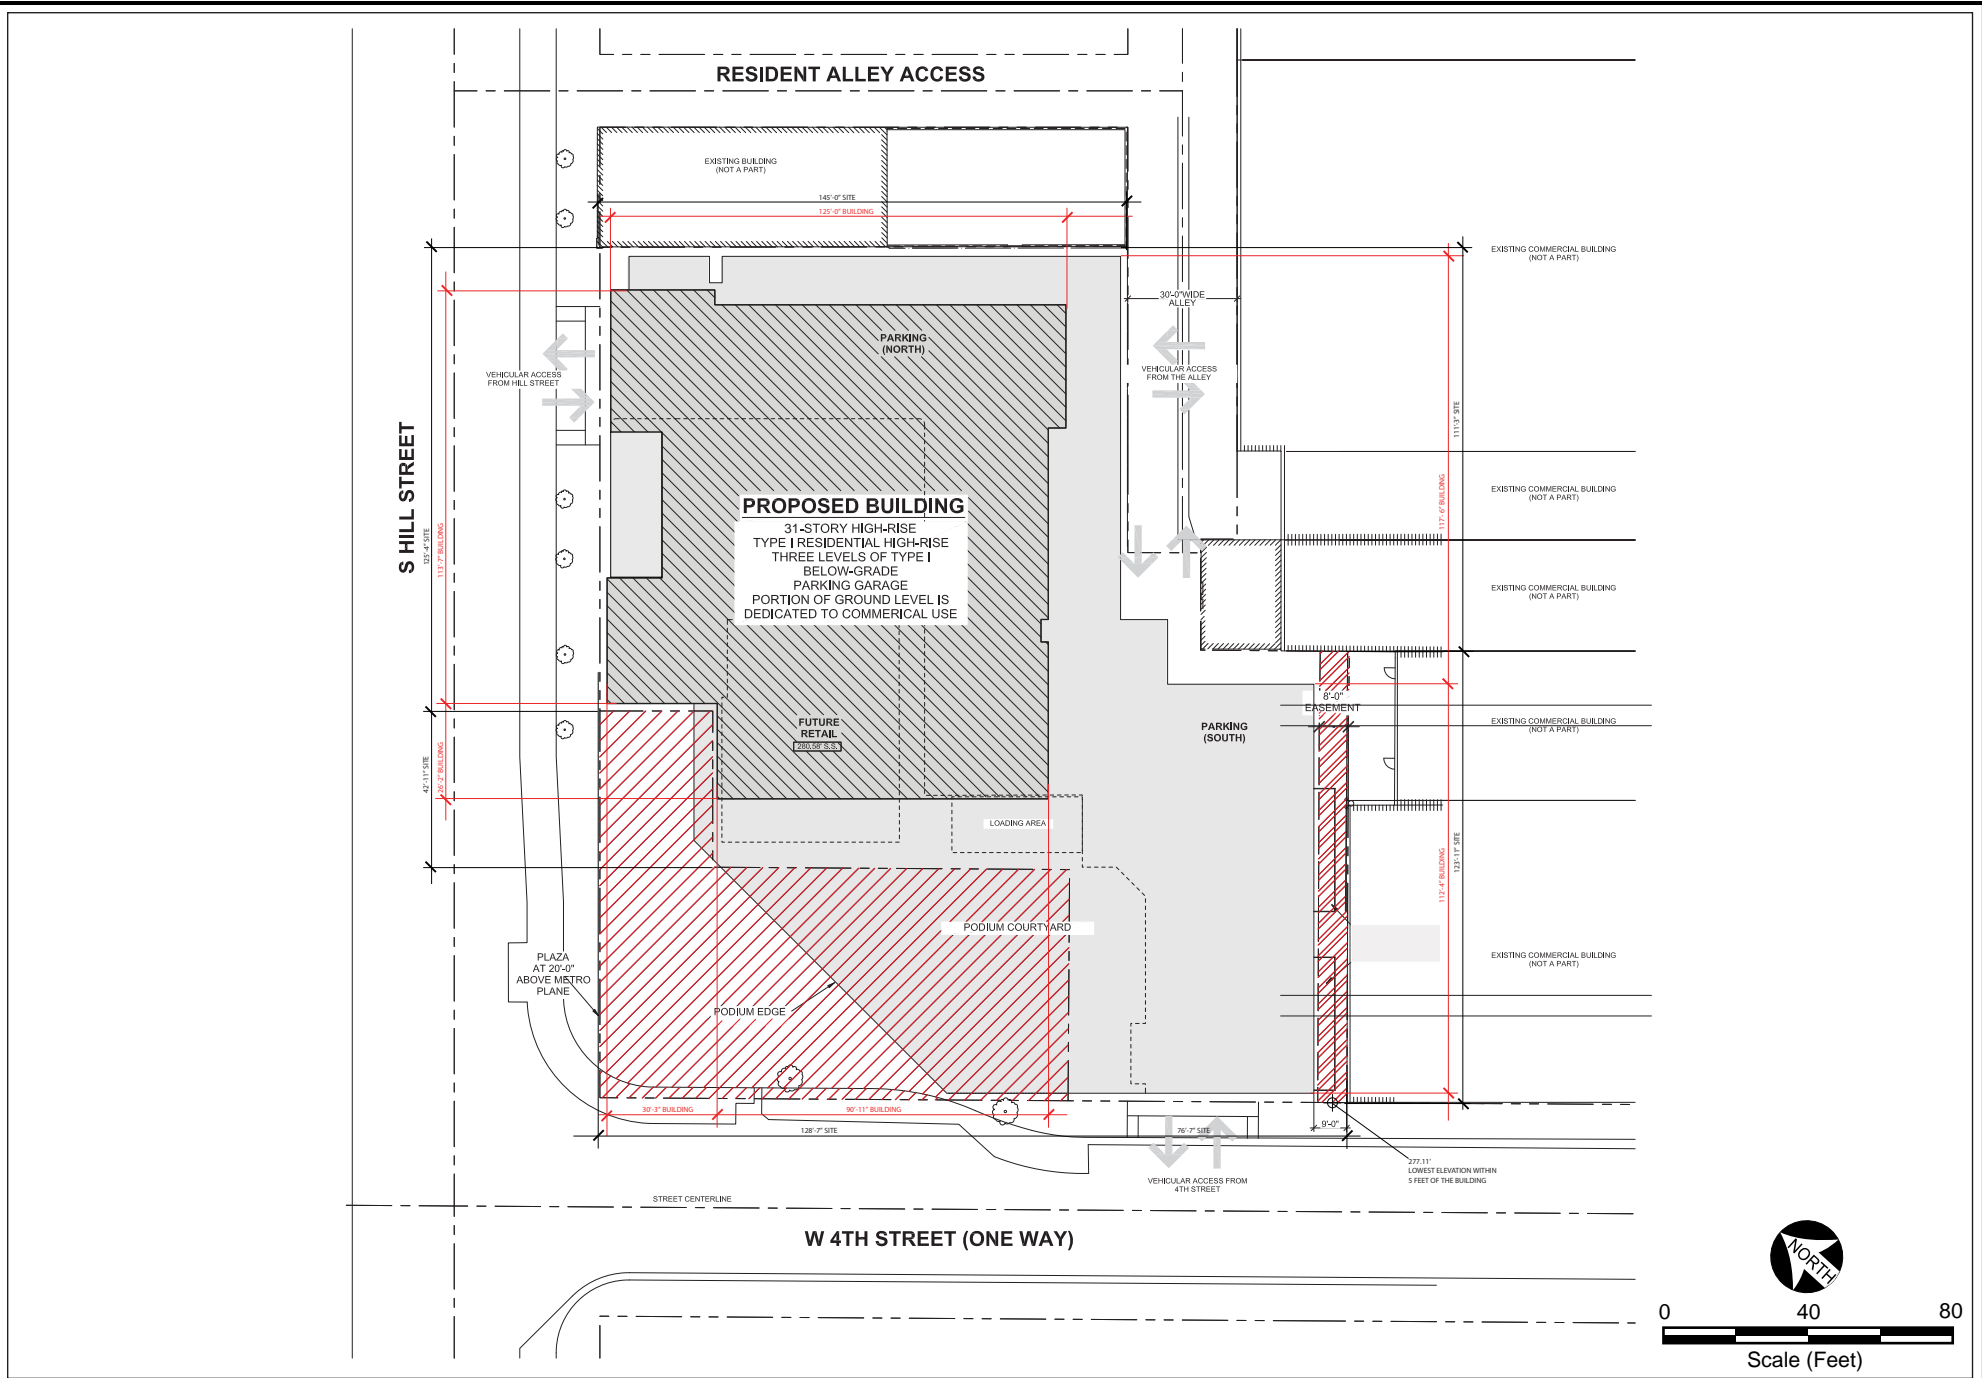 RESIDENT ALLEY ACCESS
EXISTING BUILDING
(NOT A PART)
145'-0" SITE
125'-0" BUILDING
EXISTING COMMERCIAL BUILDING
(NOT A PART)
30'-0"WIDE
ALLEY
PARKING
(NORTH)
VEHICULAR ACCESS
FROM HILL STREET
VEHICULAR ACCESS
FROM THE ALLEY
S HILL STREET
125'-4" SITE
113'-7" BUILDING
111'-3" SITE
117'-6" BUILDING
EXISTING COMMERCIAL BUILDING
(NOT A PART)
PROPOSED BUILDING
31-STORY HIGH-RISE
TYPE I RESIDENTIAL HIGH-RISE
THREE LEVELS OF TYPE I
BELOW-GRADE
PARKING GARAGE
PORTION OF GROUND LEVEL IS
DEDICATED TO COMMERICAL USE
EXISTING COMMERCIAL BUILDING
(NOT A PART)
8'-0"
EASEMENT
FUTURE
RETAIL
280.58' S.S.
PARKING
(SOUTH)
EXISTING COMMERCIAL BUILDING
(NOT A PART)
42'-11" SITE
26'-2" BUILDING
LOADING AREA
112'-4" BUILDING
123'-11" SITE
PODIUM COURTYARD
PLAZA
AT 20'-0"
ABOVE METRO
PLANE
PODIUM EDGE
EXISTING COMMERCIAL BUILDING
(NOT A PART)
30'-3" BUILDING
90'-11" BUILDING
128'-7" SITE
76'-7" SITE
9'-0"
277.11'
LOWEST ELEVATION WITHIN
5 FEET OF THE BUILDING
VEHICULAR ACCESS FROM
4TH STREET
STREET CENTERLINE
W 4TH STREET (ONE WAY)
NORTH
0 40 80
Scale (Feet)